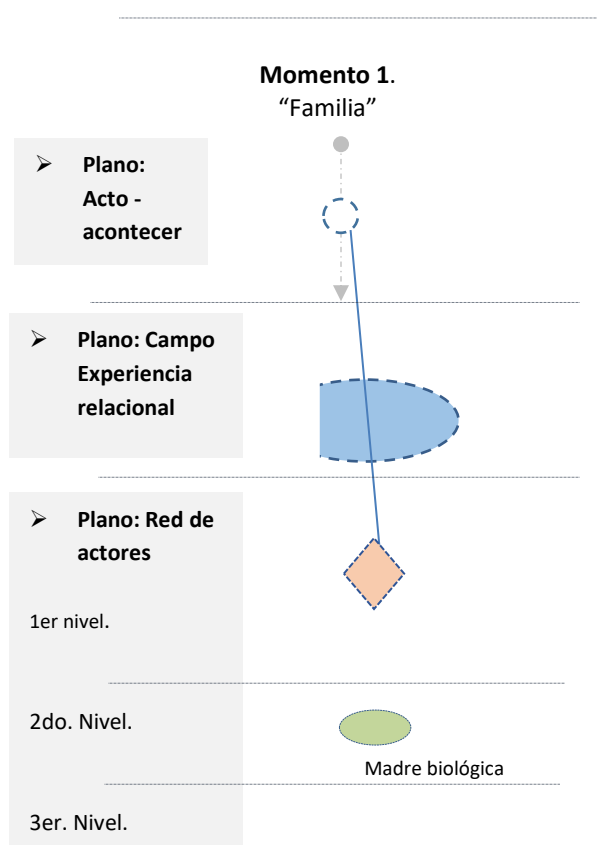 Momento 1.
“Familia”
➢ Plano:
Acto -
acontecer
➢ Plano: Campo
Experiencia
relacional
➢ Plano: Red de
actores
1er nivel.
2do. Nivel.
Madre biológica
3er. Nivel.